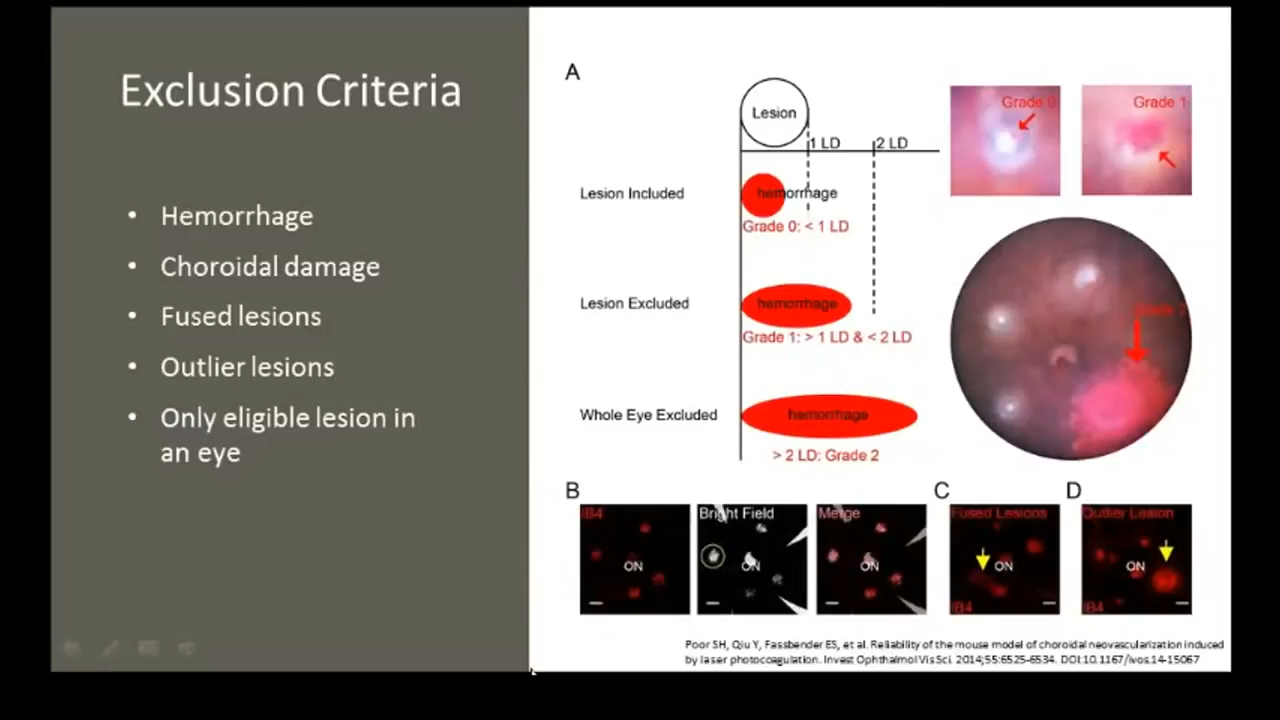 Exclusion Criteria
• Hemorrhage
• Choroidal damage
• Fused lesions
• Outlier lesions
• Only eligible lesion in
an eye
A
Lesion
1 LD
2 LD
Lesion Included
hemorrhage
Grade 0: < 1 LD
Lesion Excluded
hemorrhage
Grade 1: > 1 LD & < 2 LD
Whole Eye Excluded
hemorrhage
> 2 LD: Grade 2
Grade 0
Grade 1
Grade
B
IB4
ON
Bright Field
ON
Merge
ON
C
Fused Lesions
ON
IB4
D
Outlier Lesion
ON
IB4
Poor SH, Qiu Y, Fassbender ES, et al. Reliability of the mouse model of choroidal neovascularization induced
by laser photocoagulation. Invest Ophthalmol Vis Sci. 2014;55:6525-6534. DOI:10.1167/iovs.14-15067